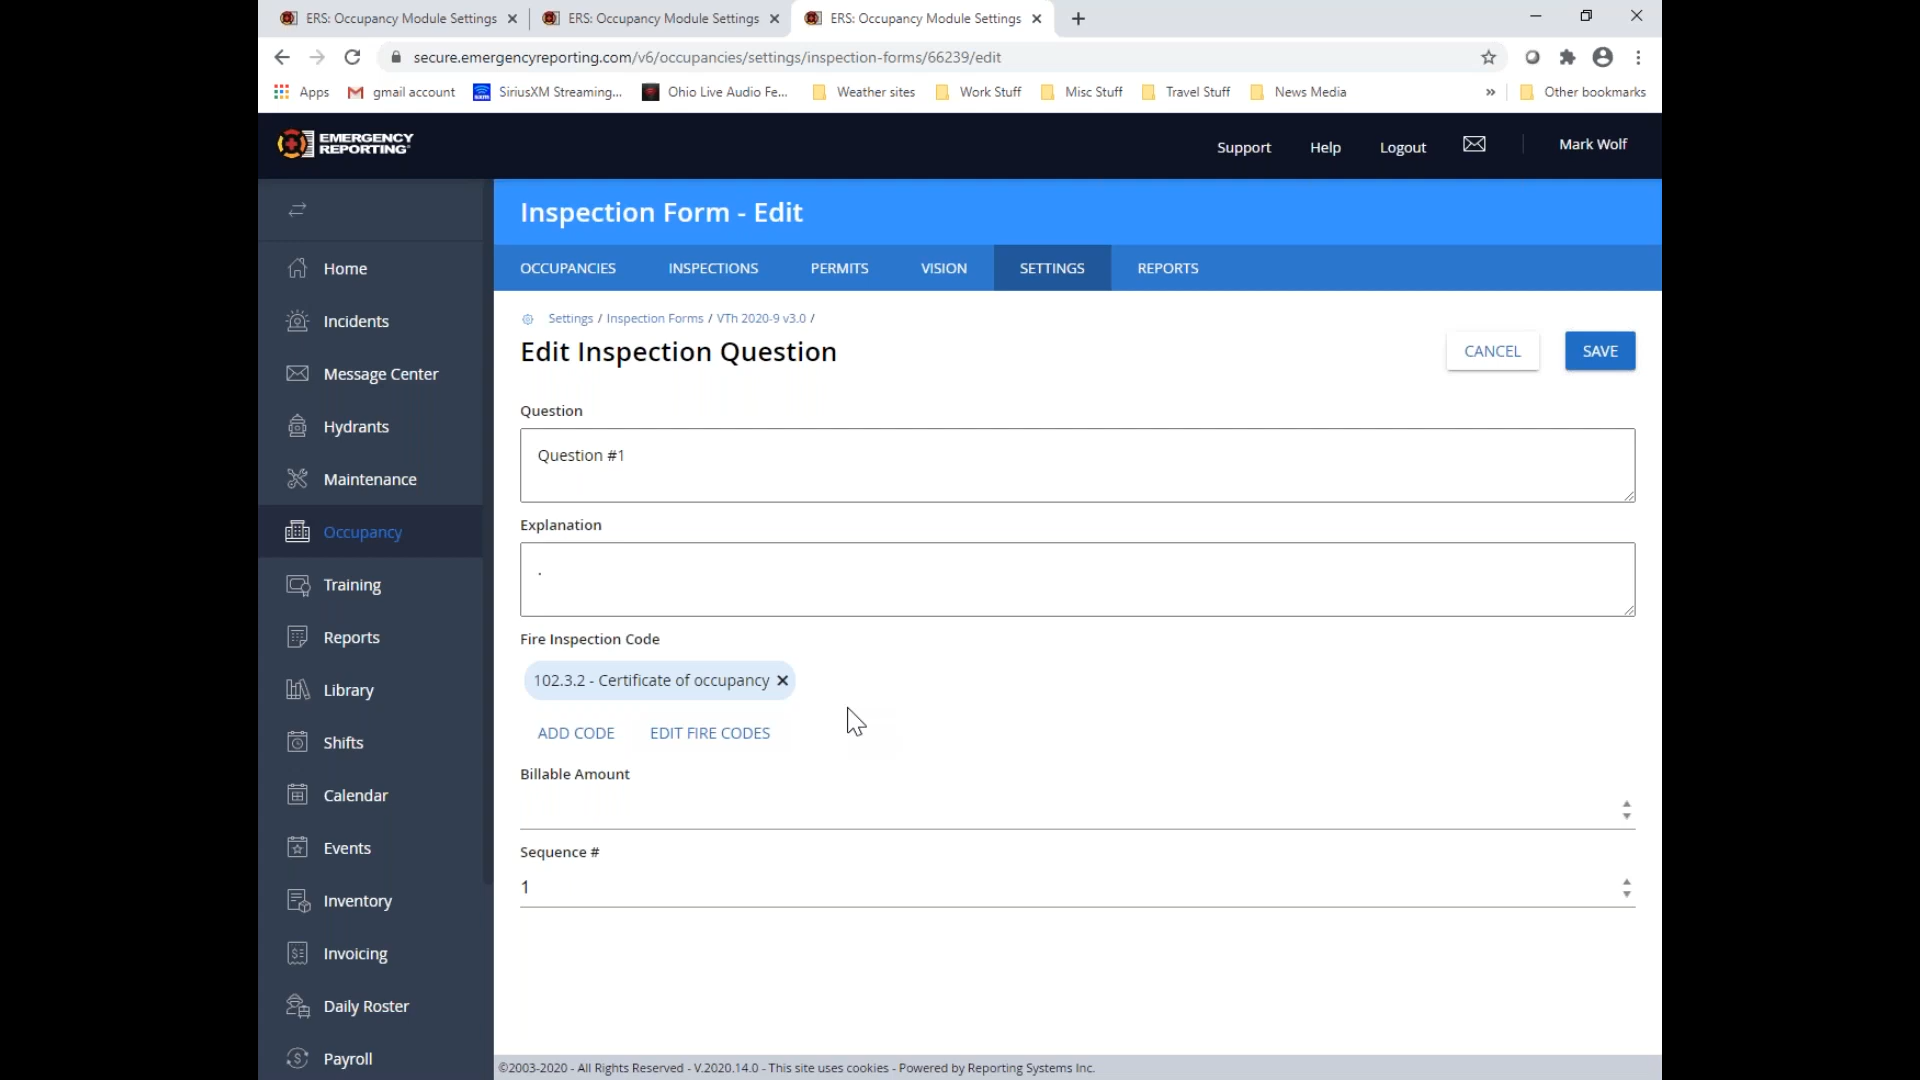 ERS: Occupancy Module Settings
ERS: Occupancy Module Settings
ERS: Occupancy Module Settings
secure.emergencyreporting.com/v6/occupancies/settings/inspection-forms/66239/edit
Apps
gmail account
SiriusXM Streaming...
Ohio Live Audio Fe...
Weather sites
Work Stuff
Misc Stuff
Travel Stuff
News Media
»
Other bookmarks
EMERGENCY
REPORTING
Support
Help
Logout
Mark Wolf
Home
Incidents
Message Center
Hydrants
Maintenance
Occupancy
Training
Reports
Library
Shifts
Calendar
Events
Inventory
Invoicing
Daily Roster
Payroll
Inspection Form - Edit
OCCUPANCIES
INSPECTIONS
PERMITS
VISION
SETTINGS
REPORTS
Settings / Inspection Forms / VTh 2020-9 v3.0 /
Edit Inspection Question
CANCEL
SAVE
Question
Question #1
Explanation
.
Fire Inspection Code
102.3.2 - Certificate of occupancy
ADD CODE
EDIT FIRE CODES
Billable Amount
Sequence #
1
©2003-2020 - All Rights Reserved - V.2020.14.0 - This site uses cookies - Powered by Reporting Systems Inc.